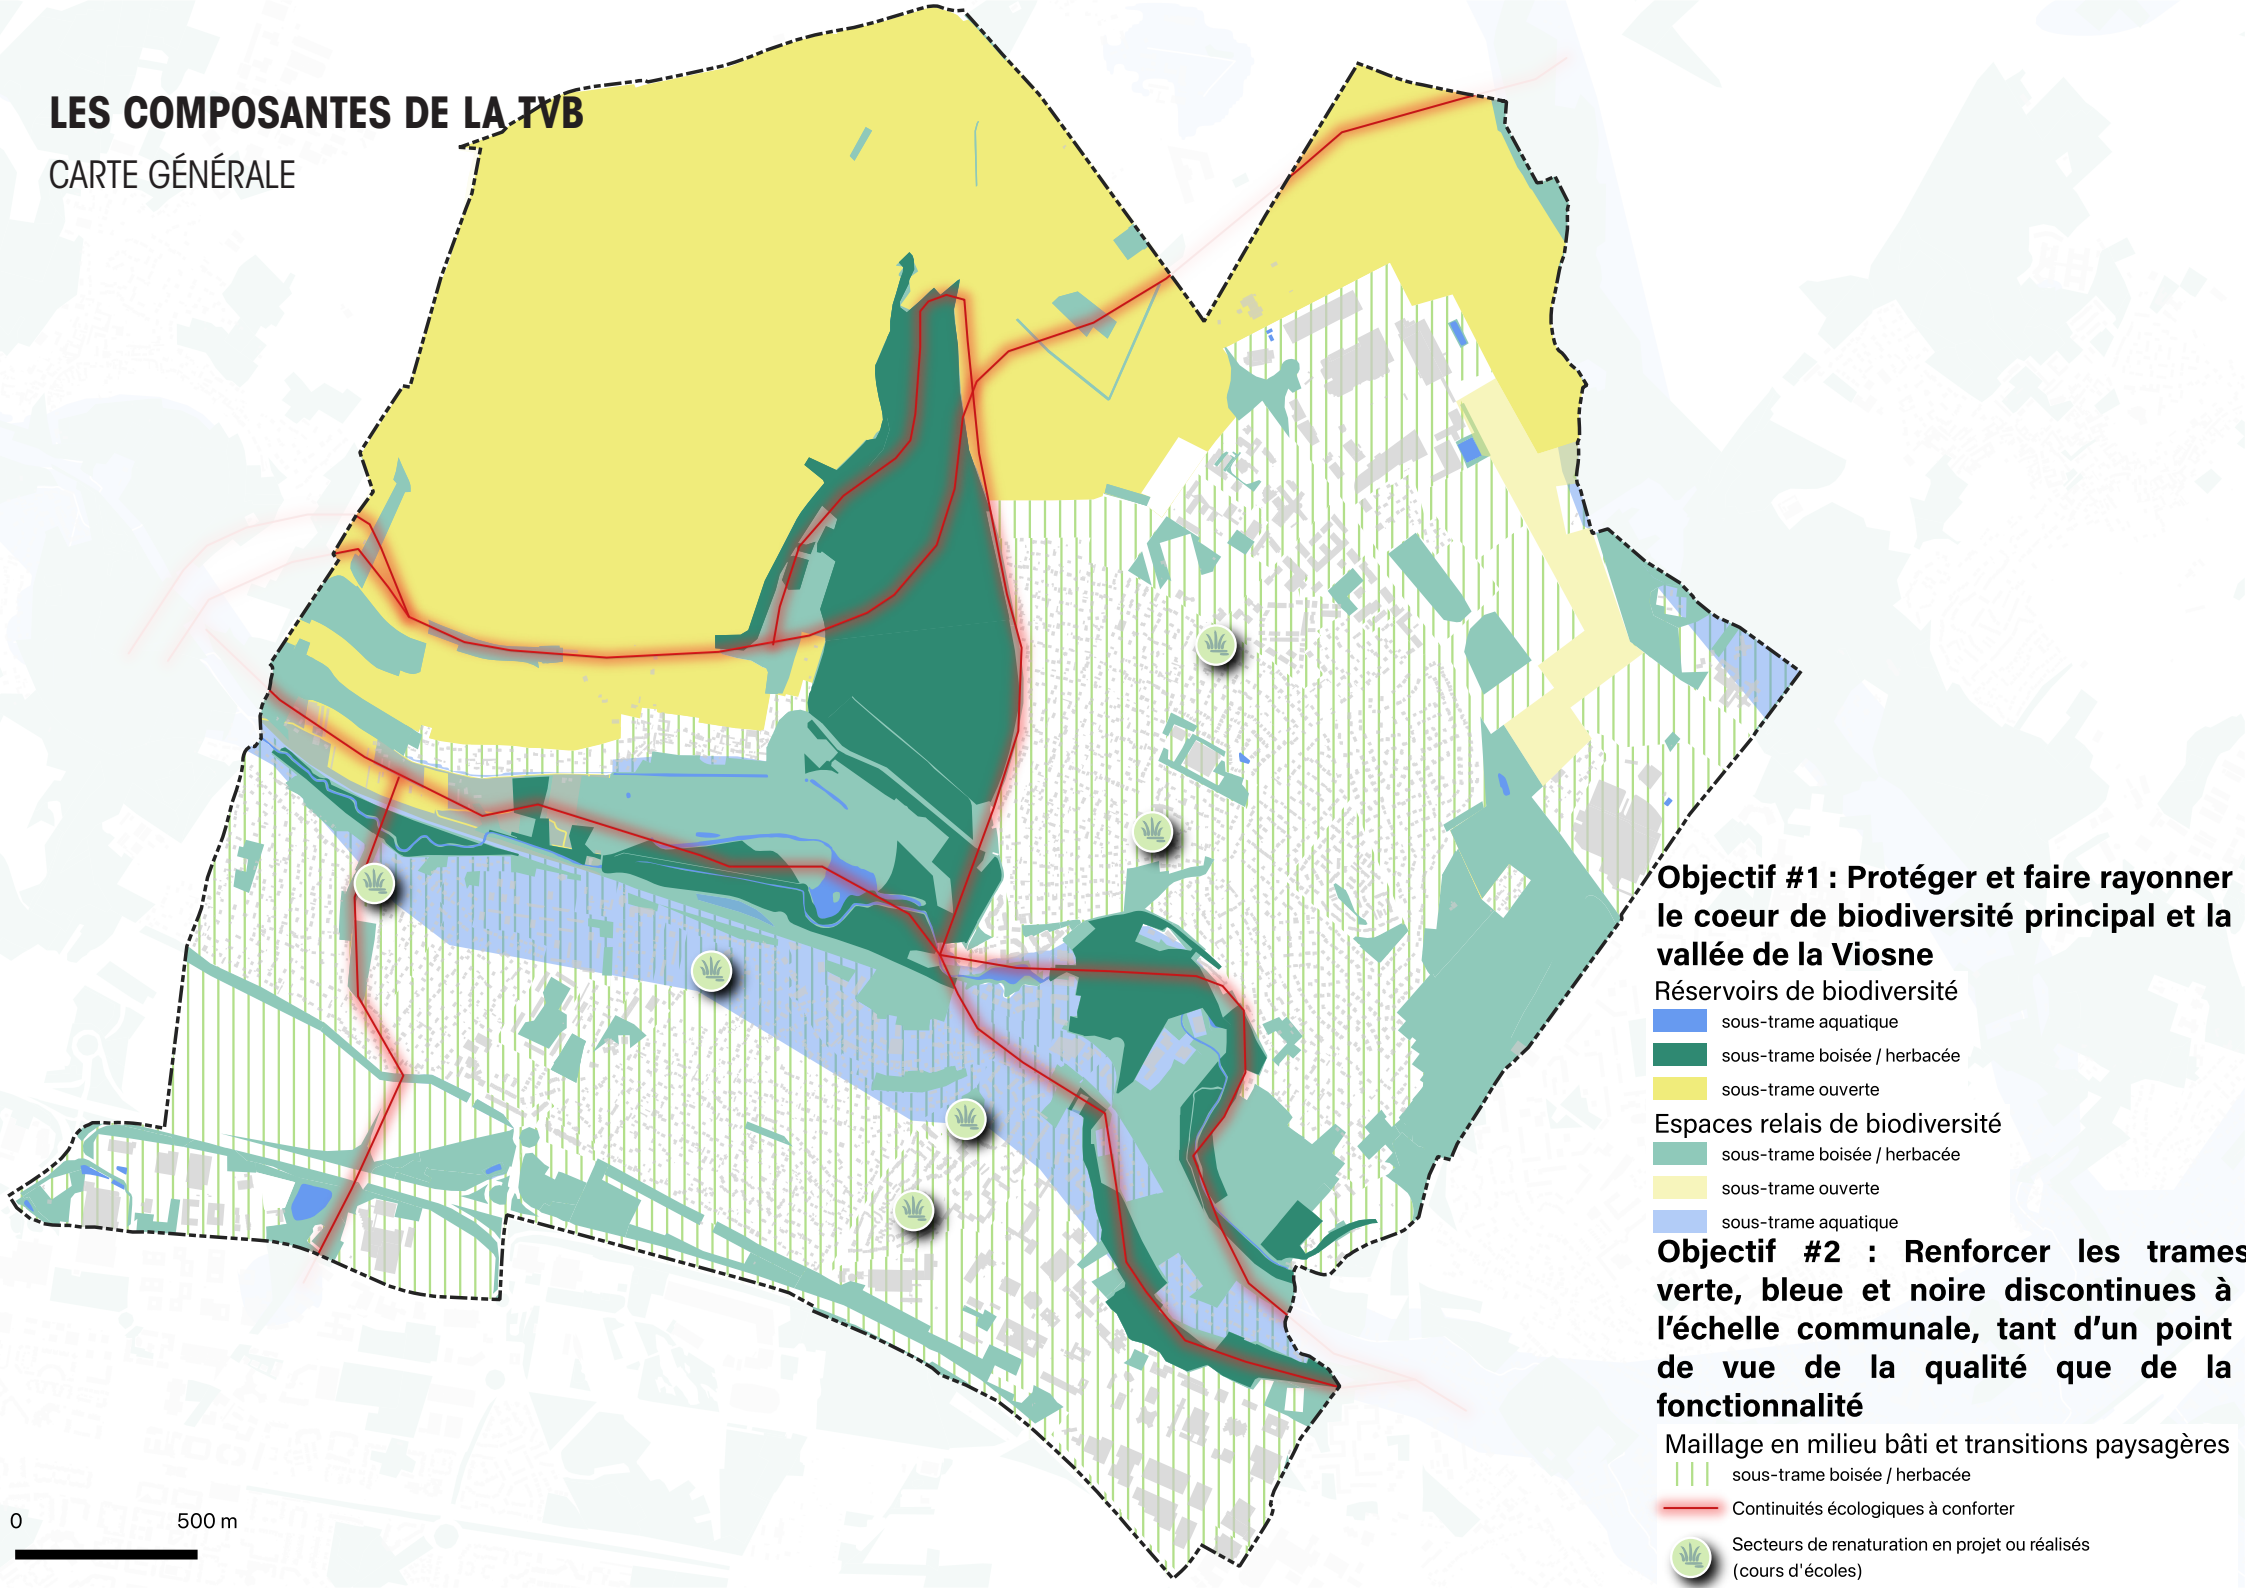 LES COMPOSANTES DE LA TVB
CARTE GÉNÉRALE
Objectif #1 : Protéger et faire rayonner
le coeur de biodiversité principal et la
vallée de la Viosne
Réservoirs de biodiversité
sous-trame aquatique
sous-trame boisée / herbacée
sous-trame ouverte
Espaces relais de biodiversité
sous-trame boisée / herbacée
sous-trame ouverte
sous-trame aquatique
Objectif #2 : Renforcer les trames
verte, bleue et noire discontinues à
l'échelle communale, tant d'un point
de vue de la qualité que de la
fonctionnalité
Maillage en milieu bâti et transitions paysagères
sous-trame boisée / herbacée
Continuités écologiques à conforter
Secteurs de renaturation en projet ou réalisés
(cours d'écoles)
0 500 m